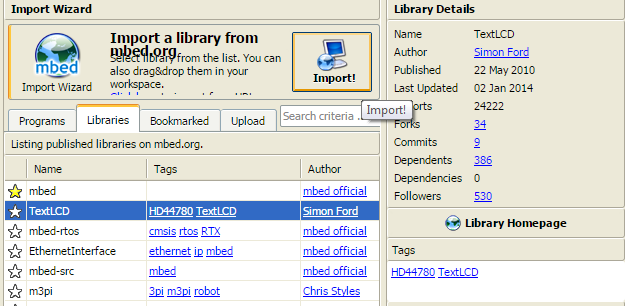 Import Wizard
Import a library from
mbed.org
Select library from the list. You can
also drag&drop them in your
workspace.
mbed
Import Wizard
Import!
Import!
Programs
Libraries
Bookmarked
Upload
Search criteria ...
Listing published libraries on mbed.org.
Name Tags Author
mbed mbed official
TextLCD HD44780 TextLCD Simon Ford
mbed-rtos cmsis rtos RTX mbed official
EthernetInterface ethernet ip mbed mbed official
mbed-src mbed mbed official
m3pi 3pi m3pi robot Chris Styles
Library Details
Name TextLCD
Author Simon Ford
Published 22 May 2010
Last Updated 02 Jan 2014
24222
Forks 34
Commits 9
Dependents 386
Dependencies 0
Followers 530
Library Homepage
Tags
HD44780 TextLCD